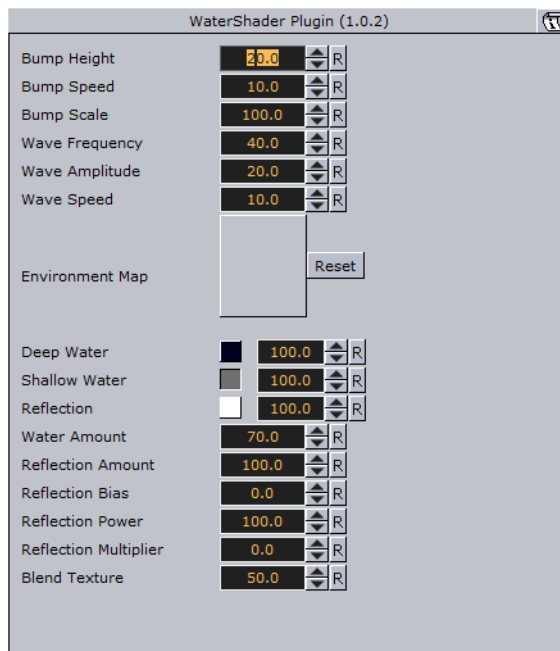 WaterShader Plugin (1.0.2)
Bump Height 20.0 R
Bump Speed 10.0 R
Bump Scale 100.0 R
Wave Frequency 40.0 R
Wave Amplitude 20.0 R
Wave Speed 10.0 R
Environment Map Reset
Deep Water 100.0 R
Shallow Water 100.0 R
Reflection 100.0 R
Water Amount 70.0 R
Reflection Amount 100.0 R
Reflection Bias 0.0 R
Reflection Power 100.0 R
Reflection Multiplier 0.0 R
Blend Texture 50.0 R